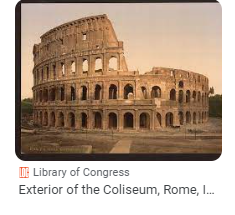 Library of Congress
Exterior of the Coliseum, Rome, I...